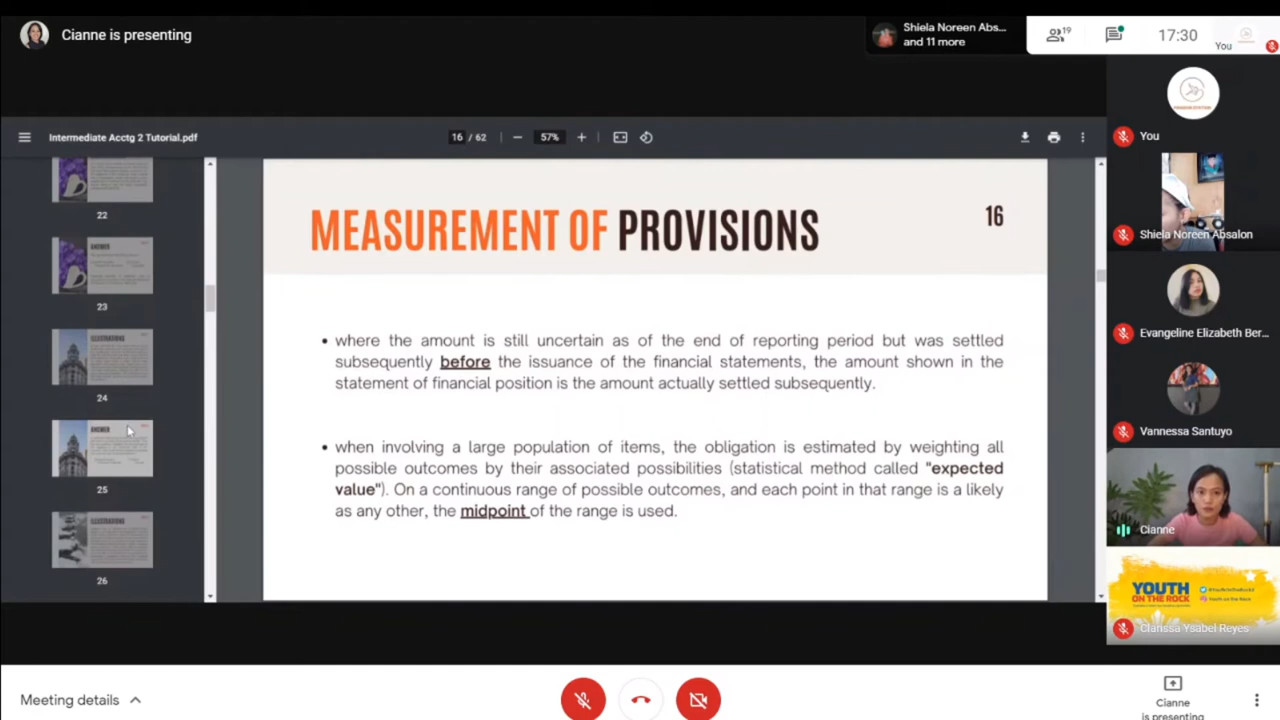 Cianne is presenting
Shiela Noreen Abs...
and 11 more
19
17:30
You
Intermediate Acctg 2 Tutorial.pdf
16 / 62
57%
You
22
ANSWER
23
ILLUSTRATIONS
24
ANSWER
25
ILLUSTRATIONS
26
MEASUREMENT OF PROVISIONS
16
• where the amount is still uncertain as of the end of reporting period but was settled
subsequently before the issuance of the financial statements, the amount shown in the
statement of financial position is the amount actually settled subsequently.
• when involving a large population of items, the obligation is estimated by weighting all
possible outcomes by their associated possibilities (statistical method called "expected
value"). On a continuous range of possible outcomes, and each point in that range is a likely
as any other, the midpoint of the range is used.
Shiela Noreen Absalon
Evangeline Elizabeth Ber...
Vannessa Santuyo
Cianne
YOUTH
ON THE ROCK
Clarissa Ysabel Reyes
Meeting details
Cianne
is presenting